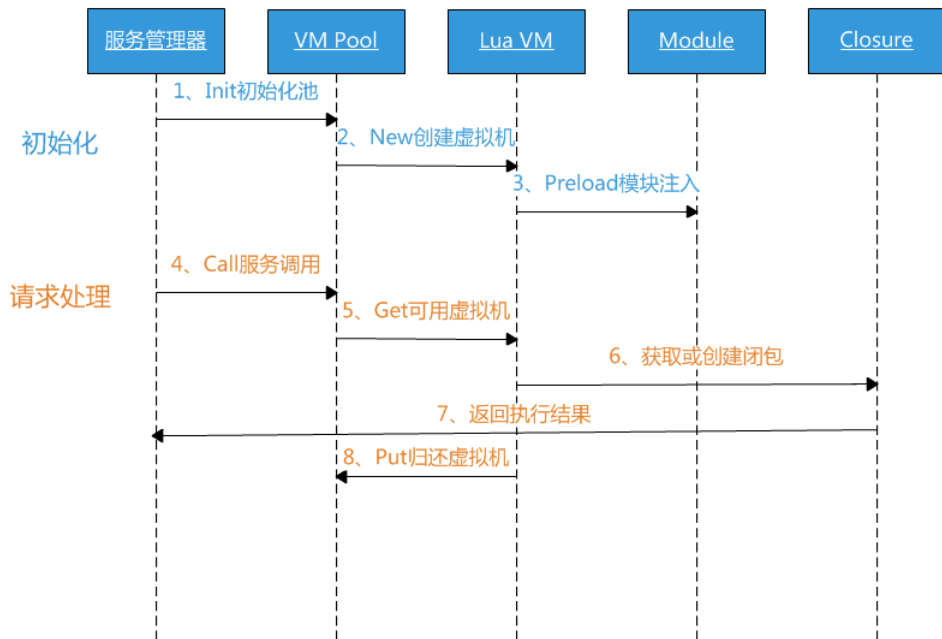 服务管理器
VM Pool
Lua VM
Module
Closure
1、Init初始化池
初始化
2、New创建虚拟机
3、Preload模块注入
4、Call服务调用
请求处理
5、Get可用虚拟机
6、获取或创建闭包
7、返回执行结果
8、Put归还虚拟机